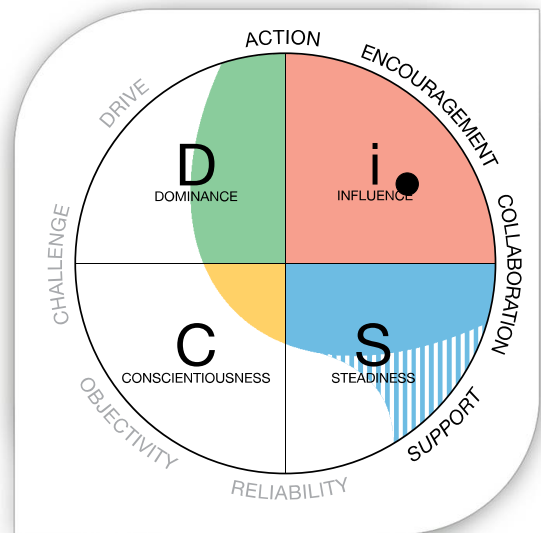 ACTION
ENCOURAGEMENT
DRIVE
D
DOMINANCE
i
INFLUENCE
COLLABORATION
CHALLENGE
C
CONSCIENTIOUSNESS
S
STEADINESS
OBJECTIVITY
SUPPORT
RELIABILITY